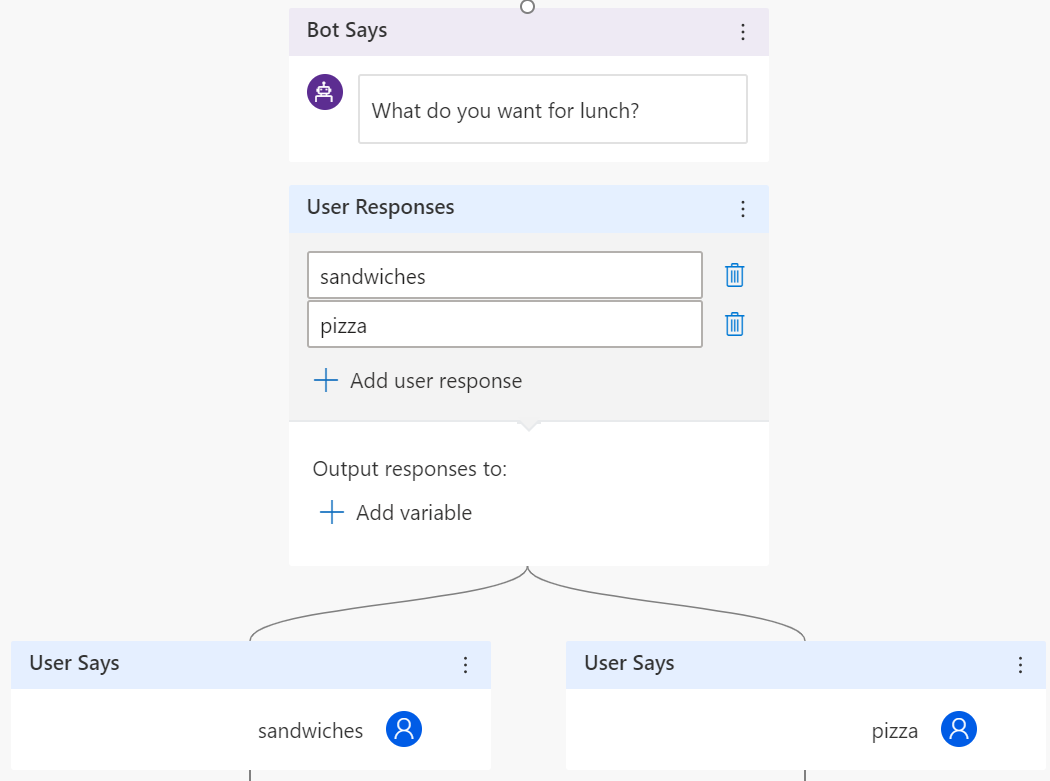 Bot Says
What do you want for lunch?
User Responses
sandwiches
pizza
Add user response
Output responses to:
Add variable
User Says
sandwiches
User Says
pizza